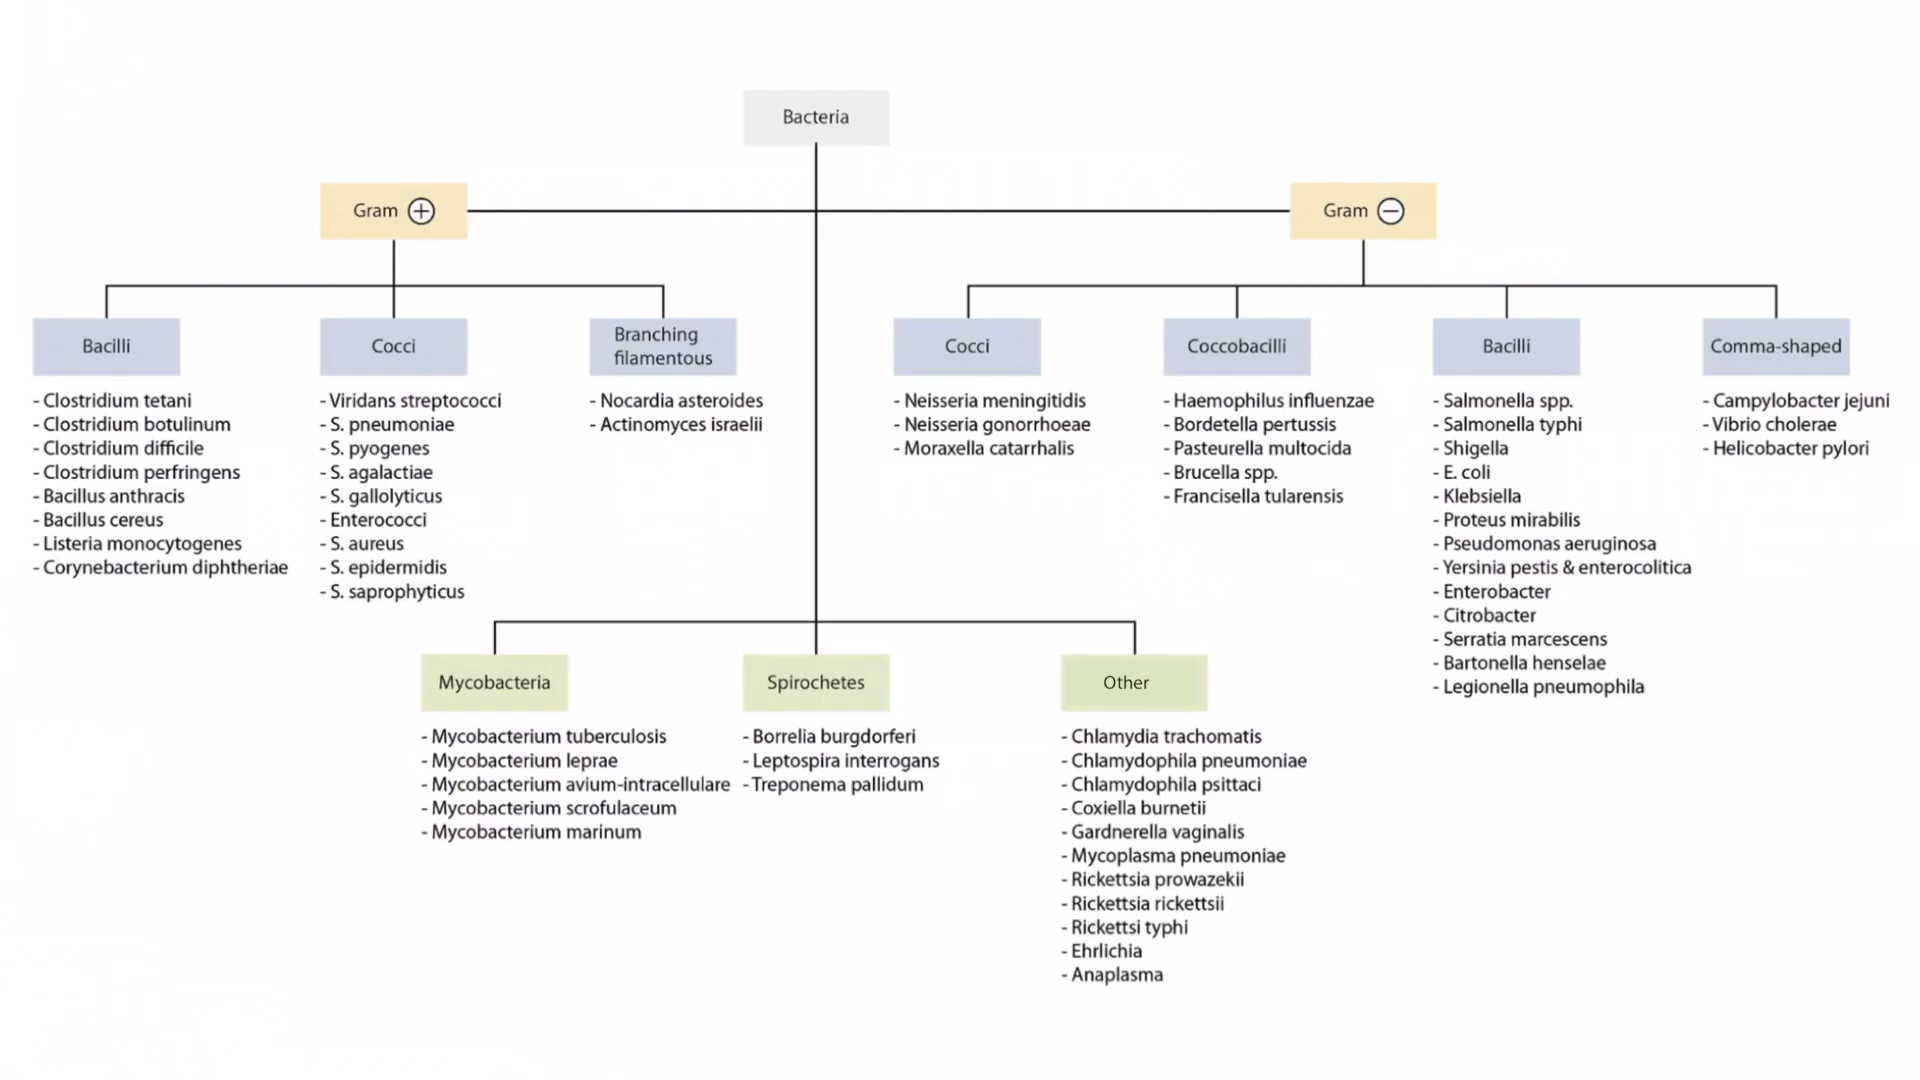 Bacteria
Gram +
Gram −
Bacilli
- Clostridium tetani
- Clostridium botulinum
- Clostridium difficile
- Clostridium perfringens
- Bacillus anthracis
- Bacillus cereus
- Listeria monocytogenes
- Corynebacterium diphtheriae
Cocci
- Viridans streptococci
- S. pneumoniae
- S. pyogenes
- S. agalactiae
- S. gallolyticus
- Enterococci
- S. aureus
- S. epidermidis
- S. saprophyticus
Branching
filamentous
- Nocardia asteroides
- Actinomyces israelii
Cocci
- Neisseria meningitidis
- Neisseria gonorrhoeae
- Moraxella catarrhalis
Coccobacilli
- Haemophilus influenzae
- Bordetella pertussis
- Pasteurella multocida
- Brucella spp.
- Francisella tularensis
Bacilli
- Salmonella spp.
- Salmonella typhi
- Shigella
- E. coli
- Klebsiella
- Proteus mirabilis
- Pseudomonas aeruginosa
- Yersinia pestis & enterocolitica
- Enterobacter
- Citrobacter
- Serratia marcescens
- Bartonella henselae
- Legionella pneumophila
Comma-shaped
- Campylobacter jejuni
- Vibrio cholerae
- Helicobacter pylori
Mycobacteria
- Mycobacterium tuberculosis
- Mycobacterium leprae
- Mycobacterium avium-intracellulare
- Mycobacterium scrofulaceum
- Mycobacterium marinum
Spirochetes
- Borrelia burgdorferi
- Leptospira interrogans
- Treponema pallidum
Other
- Chlamydia trachomatis
- Chlamydophila pneumoniae
- Chlamydophila psittaci
- Coxiella burnetii
- Gardnerella vaginalis
- Mycoplasma pneumoniae
- Rickettsia prowazekii
- Rickettsia rickettsii
- Rickettsi typhi
- Ehrlichia
- Anaplasma